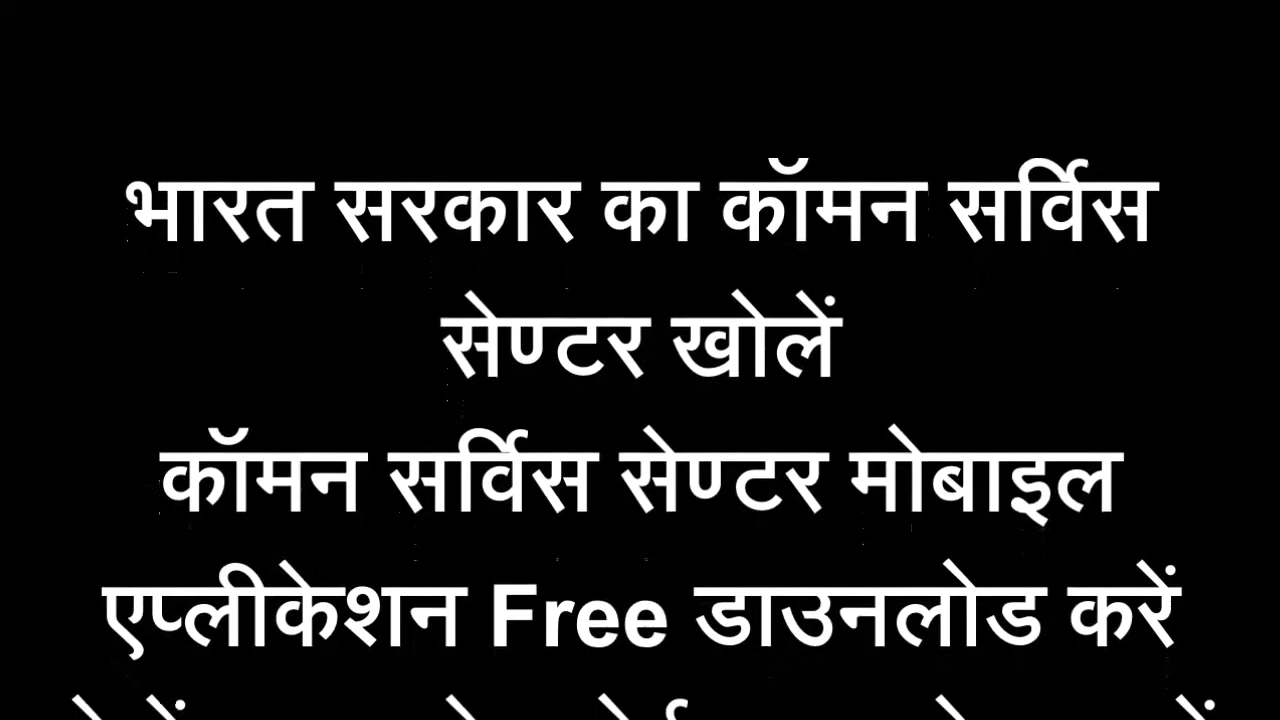 भारत सरकार का कॉमन सर्विस
सेण्टर खोलें
कॉमन सर्विस सेण्टर मोबाइल
एप्लीकेशन Free डाउनलोड करें